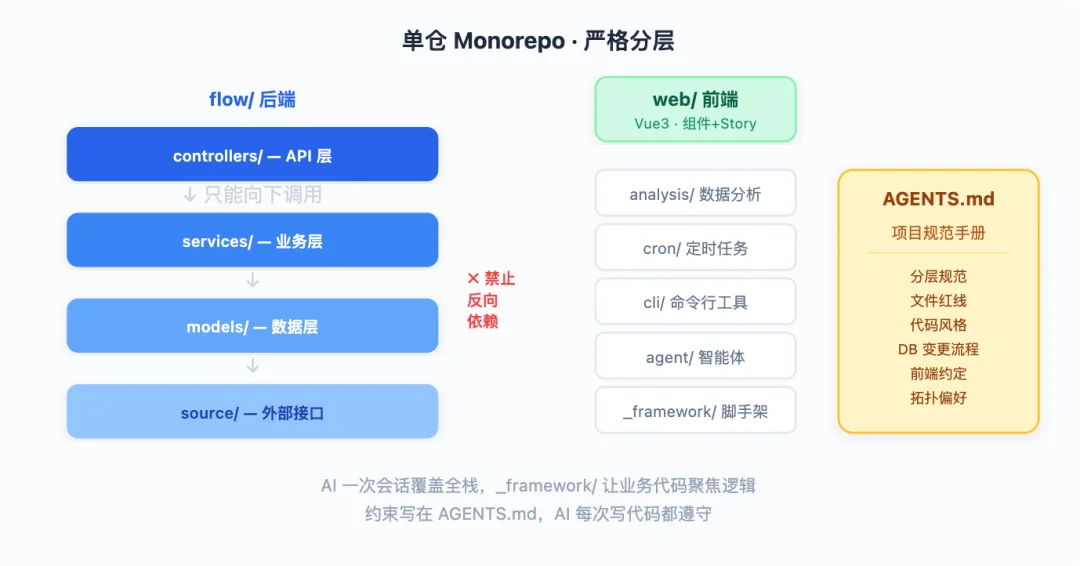 单仓 Monorepo · 严格分层
flow/ 后端
controllers/ — API 层
↓ 只能向下调用
services/ — 业务层
↓
models/ — 数据层
↓
source/ — 外部接口
✕ 禁止
反向
依赖
web/ 前端
Vue3 · 组件+Story
analysis/ 数据分析
cron/ 定时任务
cli/ 命令行工具
agent/ 智能体
_framework/ 脚手架
AGENTS.md
项目规范手册
分层规范
文件红线
代码风格
DB 变更流程
前端约定
拓扑偏好
AI 一次会话覆盖全栈，_framework/ 让业务代码聚焦逻辑
约束写在 AGENTS.md，AI 每次写代码都遵守